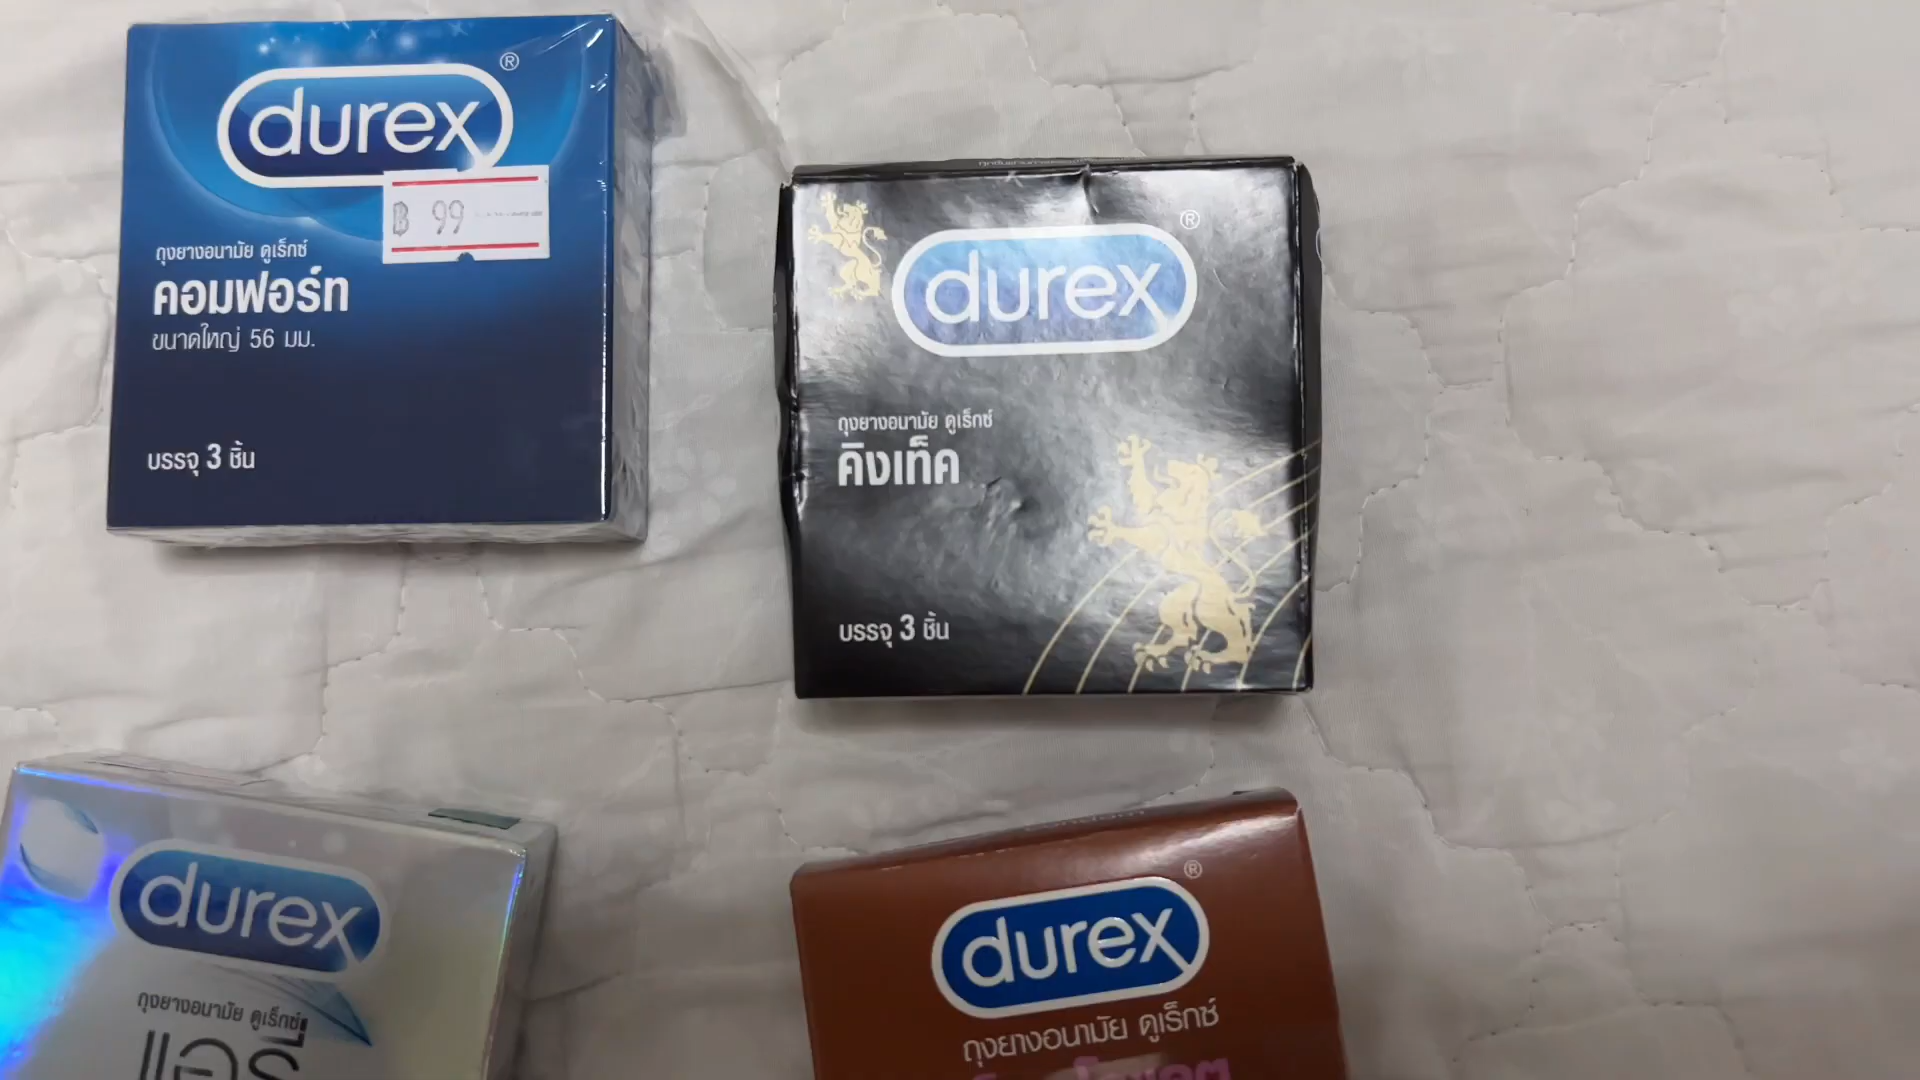 durex®
฿ 99
ถุงยางอนามัย ดูเร็กซ์
คอมฟอร์ท
ขนาดใหญ่ 56 มม.
บรรจุ 3 ชิ้น
durex®
ถุงยางอนามัย ดูเร็กซ์
คิงเท็ค
บรรจุ 3 ชิ้น
durex
ถุงยางอนามัย ดูเร็กซ์
แอรี่
durex®
ถุงยางอนามัย ดูเร็กซ์